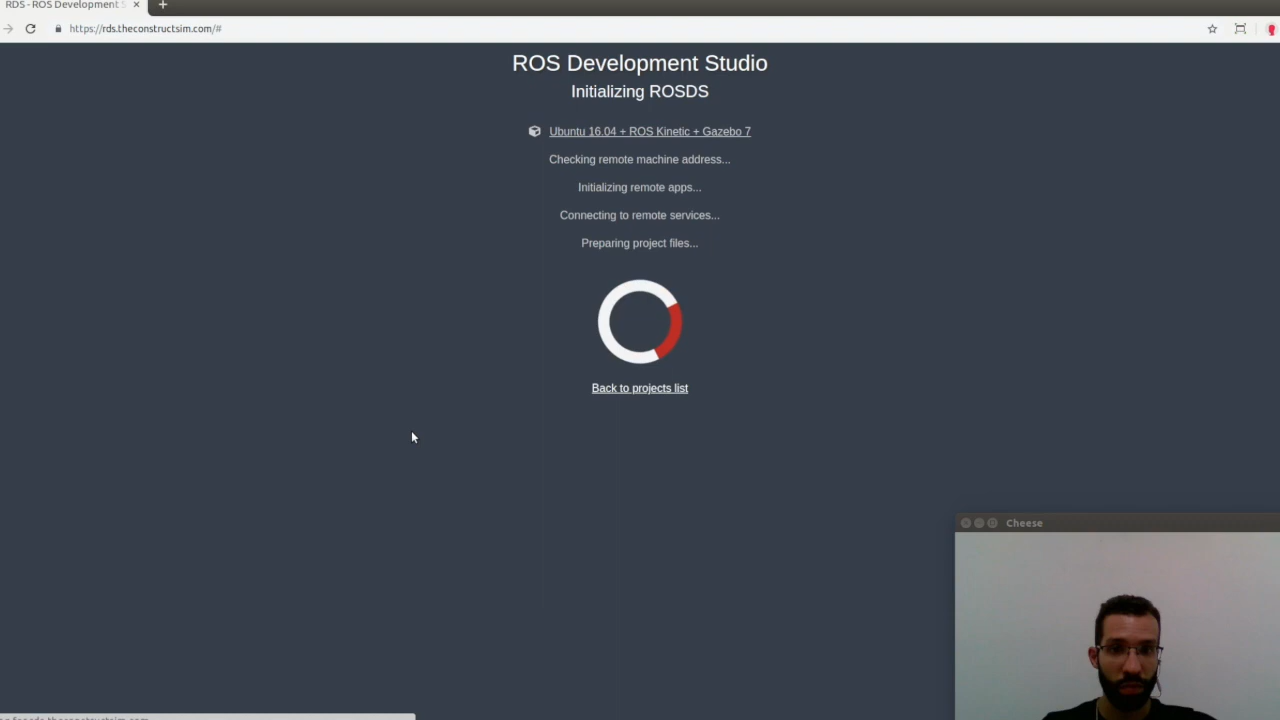 RDS - ROS Development S
https://rds.theconstructsim.com/#
ROS Development Studio
Initializing ROSDS
Ubuntu 16.04 + ROS Kinetic + Gazebo 7
Checking remote machine address...
Initializing remote apps...
Connecting to remote services...
Preparing project files...
Back to projects list
Cheese